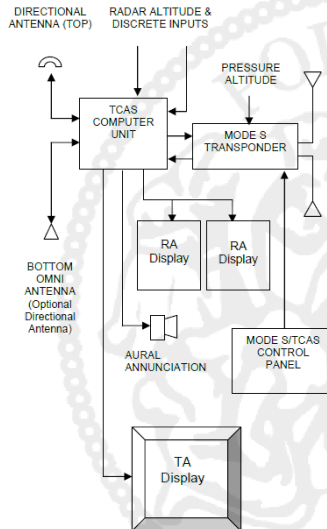 DIRECTIONAL
ANTENNA (TOP)
RADAR ALTITUDE &
DISCRETE INPUTS
PRESSURE
ALTITUDE
TCAS
COMPUTER
UNIT
MODE S
TRANSPONDER
RA
Display
RA
Display
BOTTOM
OMNI
ANTENNA
(Optional
Directional
Antenna)
AURAL
ANNUNCIATION
MODE S/TCAS
CONTROL
PANEL
TA
Display